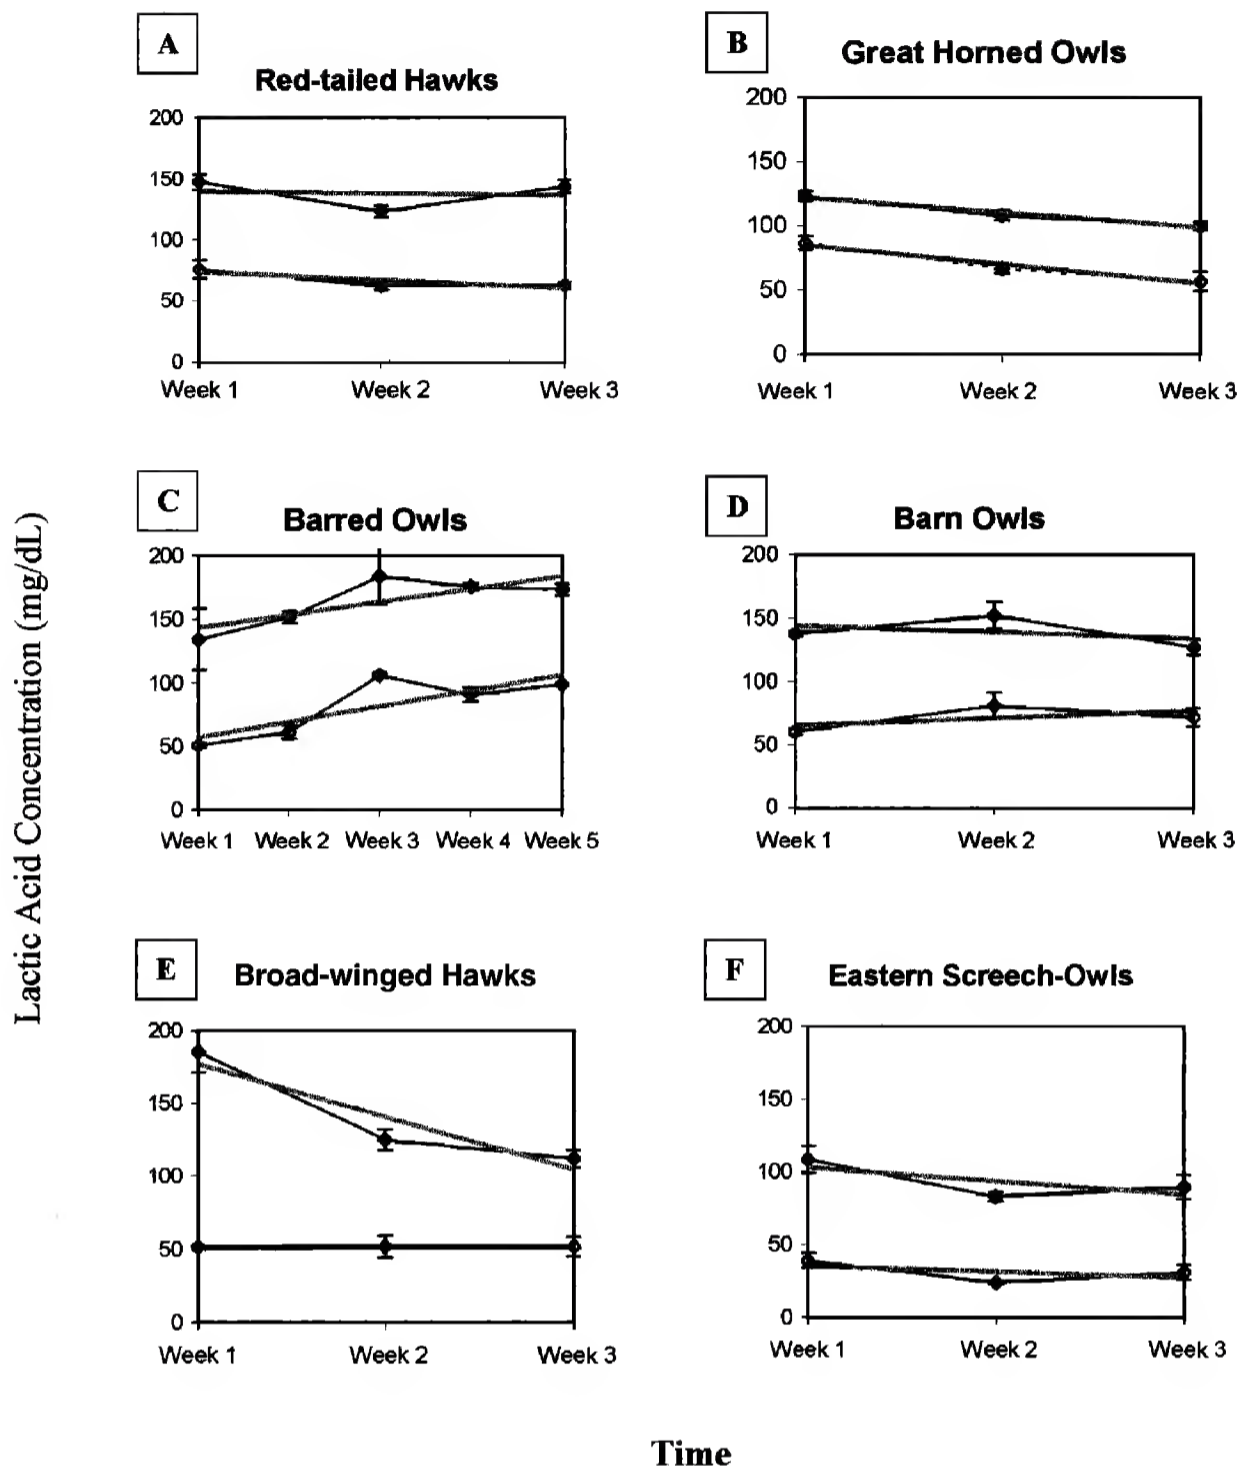 Lactic Acid Concentration (mg/dL)
A
Red-tailed Hawks
200
150
100
50
0
Week 1 Week 2 Week 3
B
Great Horned Owls
200
150
100
50
0
Week 1 Week 2 Week 3
C
Barred Owls
200
150
100
50
0
Week 1 Week 2 Week 3 Week 4 Week 5
D
Barn Owls
200
150
100
50
0
Week 1 Week 2 Week 3
E
Broad-winged Hawks
200
150
100
50
0
Week 1 Week 2 Week 3
F
Eastern Screech-Owls
200
150
100
50
0
Week 1 Week 2 Week 3
Time